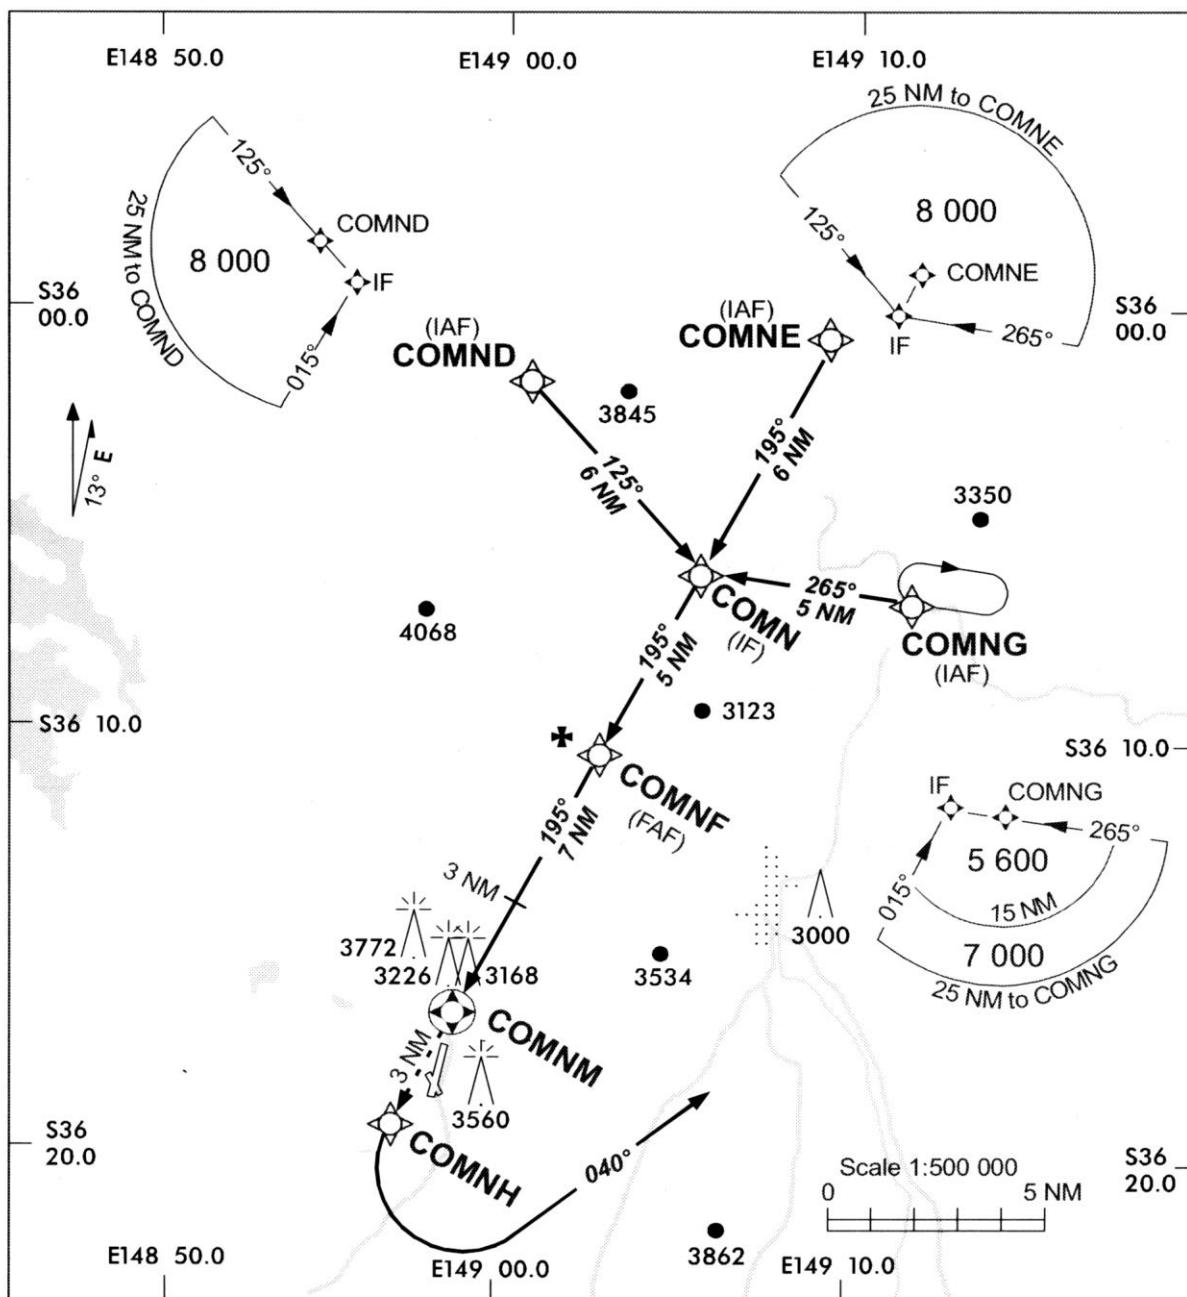 E148 50.0
E149 00.0
E149 10.0
25 NM to COMNE
125°
COMND
25 NM to COMND
8 000
IF
015°
8 000
125°
COMNE
IF
265°
S36
00.0
S36
00.0
(IAF)
COMND
(IAF)
COMNE
3845
13° E
125°
6 NM
195°
6 NM
3350
265°
5 NM
COMN
(IF)
COMNG
(IAF)
4068
195°
5 NM
3123
S36 10.0
S36 10.0
COMNF
(FAF)
195°
7 NM
IF
COMNG
265°
5 600
015°
15 NM
7 000
25 NM to COMNG
3 NM
3772
3226
3168
3534
3000
COMNM
3 NM
3560
COMNH
040°
S36
20.0
Scale 1:500 000
0
5 NM
S36
20.0
3862
E148 50.0
E149 00.0
E149 10.0